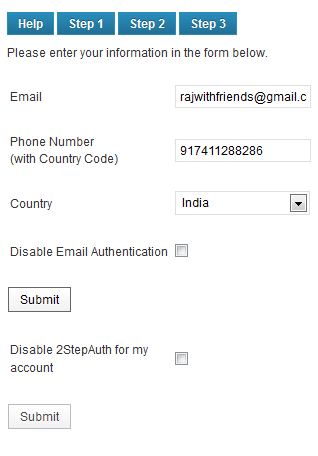 Help Step 1 Step 2 Step 3
Please enter your information in the form below.
Email rajwithfriends@gmail.c
Phone Number
(with Country Code) 917411288286
Country India
Disable Email Authentication
Submit
Disable 2StepAuth for my
account
Submit